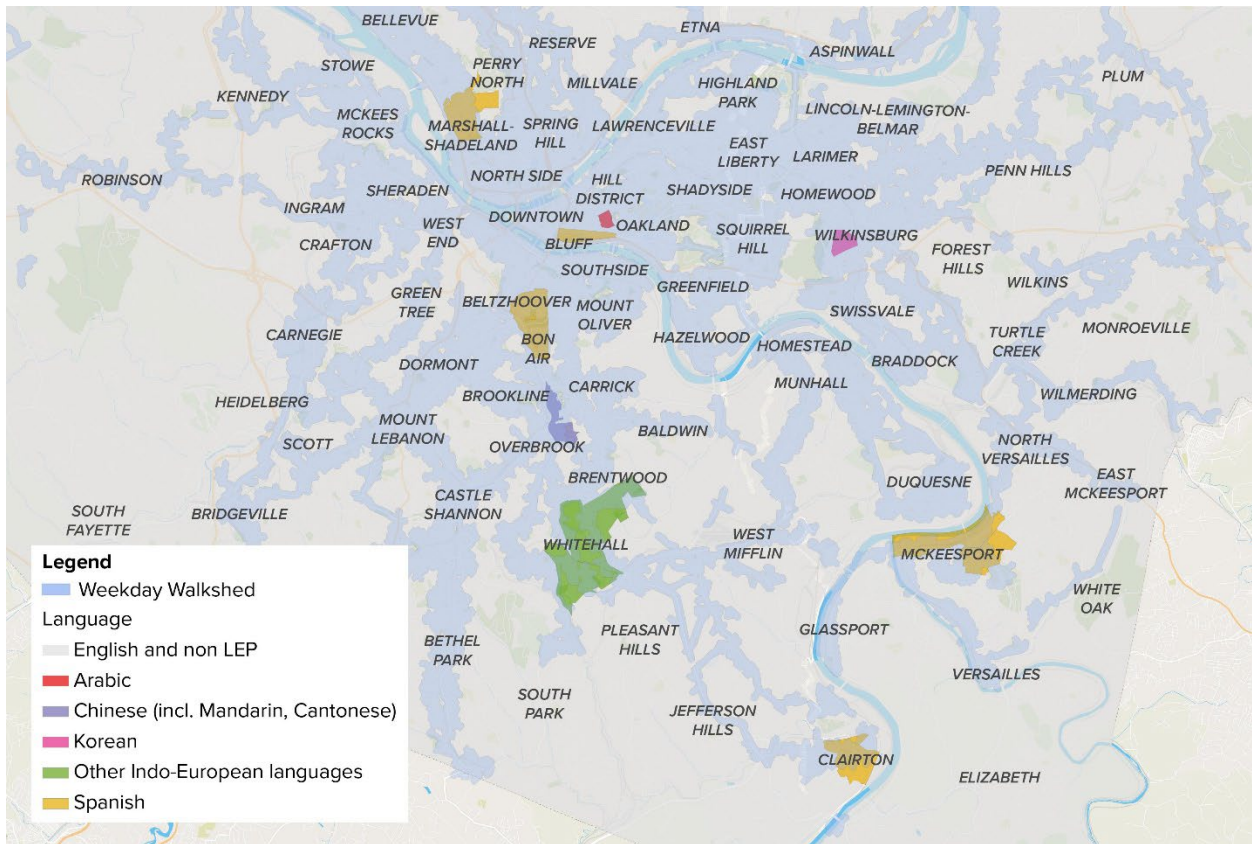 BELLEVUE
ETNA
RESERVE
ASPINWALL
STOWE
PERRY
NORTH
MILLVALE
HIGHLAND
PARK
PLUM
KENNEDY
MCKEES
ROCKS
LINCOLN-LEMINGTON-
BELMAR
MARSHALL-
SHADELAND
SPRING
HILL
LAWRENCEVILLE
EAST
LIBERTY
LARIMER
PENN HILLS
ROBINSON
SHERADEN
NORTH SIDE
HILL
DISTRICT
SHADYSIDE
HOMEWOOD
INGRAM
CRAFTON
WEST
END
DOWNTOWN
OAKLAND
BLUFF
SQUIRREL
HILL
WILKINSBURG
FOREST
HILLS
SOUTHSIDE
GREENFIELD
WILKINS
GREEN
TREE
BELTZHOOVER
MOUNT
OLIVER
SWISSVALE
CARNEGIE
BON
AIR
HAZELWOOD
HOMESTEAD
TURTLE
CREEK
MONROEVILLE
DORMONT
BRADDOCK
BROOKLINE
CARRICK
MUNHALL
WILMERDING
HEIDELBERG
SCOTT
MOUNT
LEBANON
OVERBROOK
BALDWIN
NORTH
VERSAILLES
BRENTWOOD
DUQUESNE
EAST
MCKEESPORT
SOUTH
FAYETTE
BRIDGEVILLE
CASTLE
SHANNON
WHITEHALL
WEST
MIFFLIN
MCKEESPORT
WHITE
OAK
BETHEL
PARK
PLEASANT
HILLS
GLASSPORT
VERSAILLES
SOUTH
PARK
JEFFERSON
HILLS
CLAIRTON
ELIZABETH
Legend
Weekday Walkshed
Language
English and non LEP
Arabic
Chinese (incl. Mandarin, Cantonese)
Korean
Other Indo-European languages
Spanish